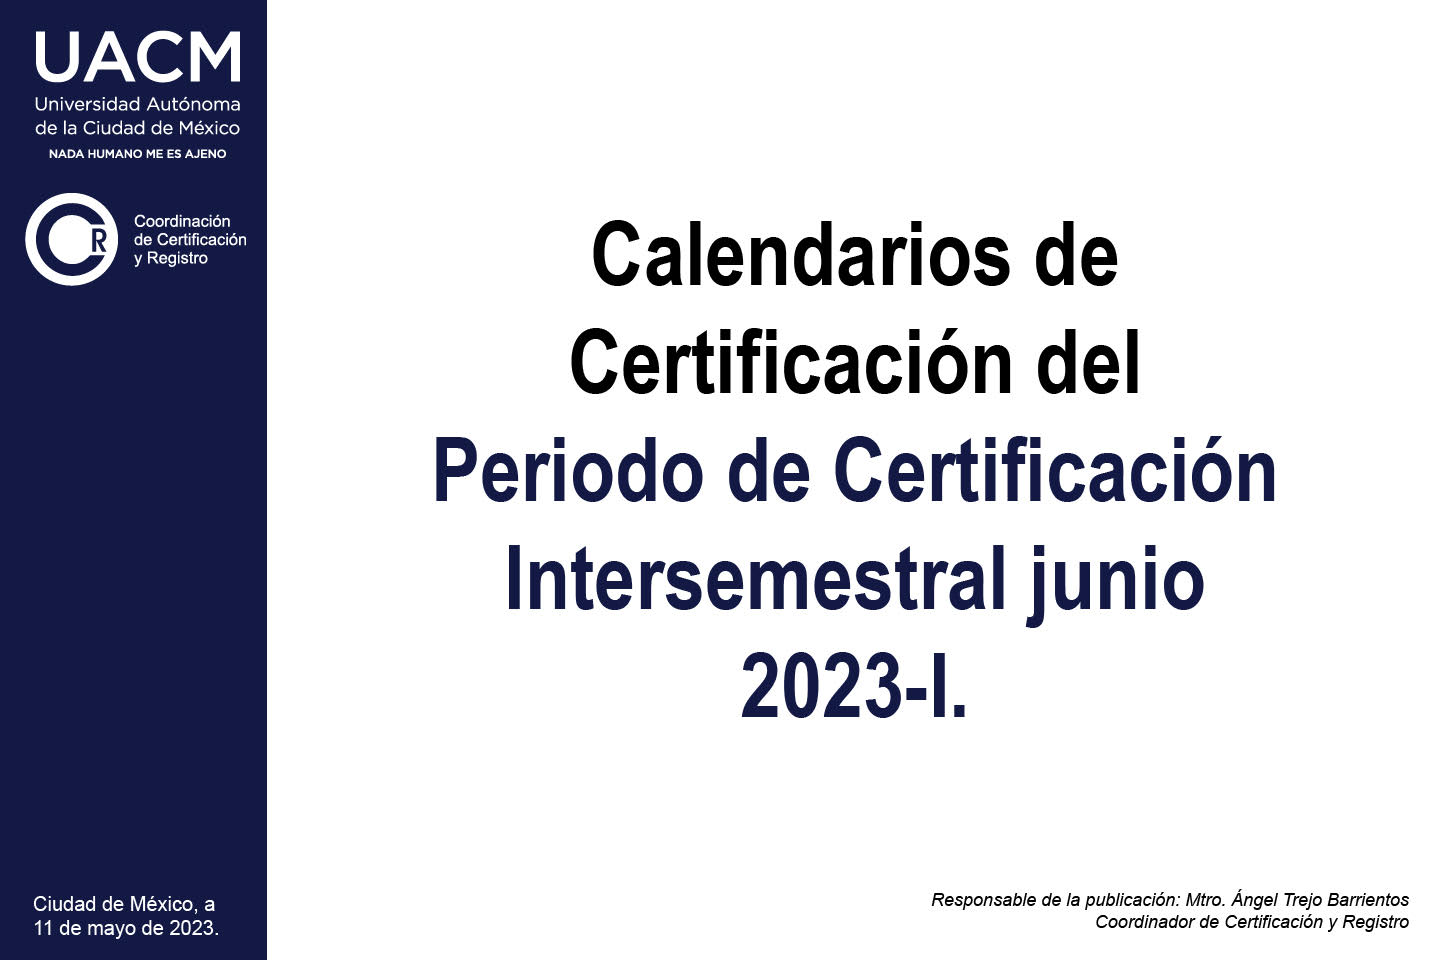 UACM
Universidad Autónoma
de la Ciudad de México
NADA HUMANO ME ES AJENO
R
Coordinación
de Certificación
y Registro
Calendarios de
Certificación del
Periodo de Certificación
Intersemestral junio
2023-I.
Ciudad de México, a
11 de mayo de 2023.
Responsable de la publicación: Mtro. Ángel Trejo Barrientos
Coordinador de Certificación y Registro